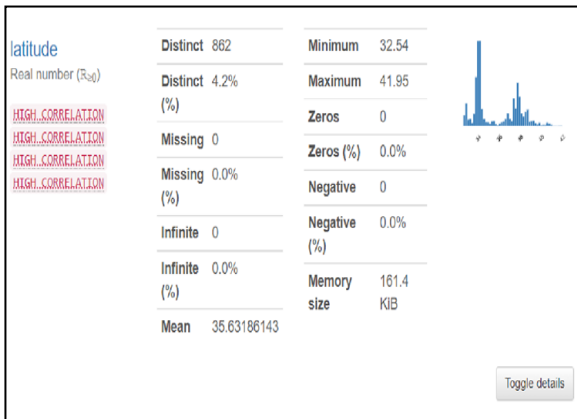 latitude
Real number (ℝ≥0)
HIGH CORRELATION
HIGH CORRELATION
HIGH CORRELATION
HIGH CORRELATION
Distinct 862
Distinct (%) 4.2%
Missing 0
Missing (%) 0.0%
Infinite 0
Infinite (%) 0.0%
Mean 35.63186143
Minimum 32.54
Maximum 41.95
Zeros 0
Zeros (%) 0.0%
Negative 0
Negative (%) 0.0%
Memory size 161.4 KiB
Toggle details